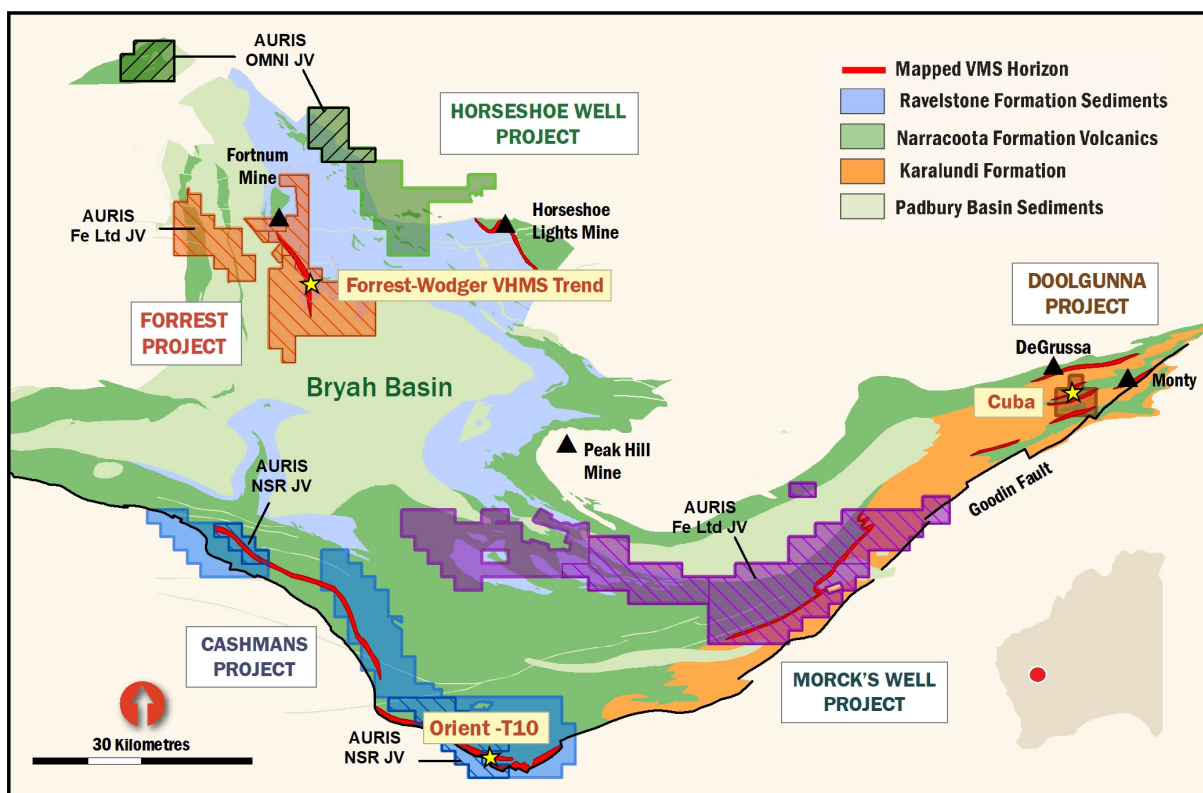 AURIS
OMNI JV
HORSESHOE WELL
PROJECT
Mapped VMS Horizon
Ravelstone Formation Sediments
Narracoota Formation Volcanics
Karalundi Formation
Padbury Basin Sediments
Fortnum
Mine
AURIS
Fe Ltd JV
Horseshoe
Lights Mine
Forrest-Wodger VHMS Trend
FORREST
PROJECT
DOOLGUNNA
PROJECT
DeGrussa
Monty
Cuba
Bryah Basin
Peak Hill
Mine
AURIS
NSR JV
AURIS
Fe Ltd JV
Goodin Fault
CASHMANS
PROJECT
MORCK'S WELL
PROJECT
Orient -T10
30 Kilometres
AURIS
NSR JV